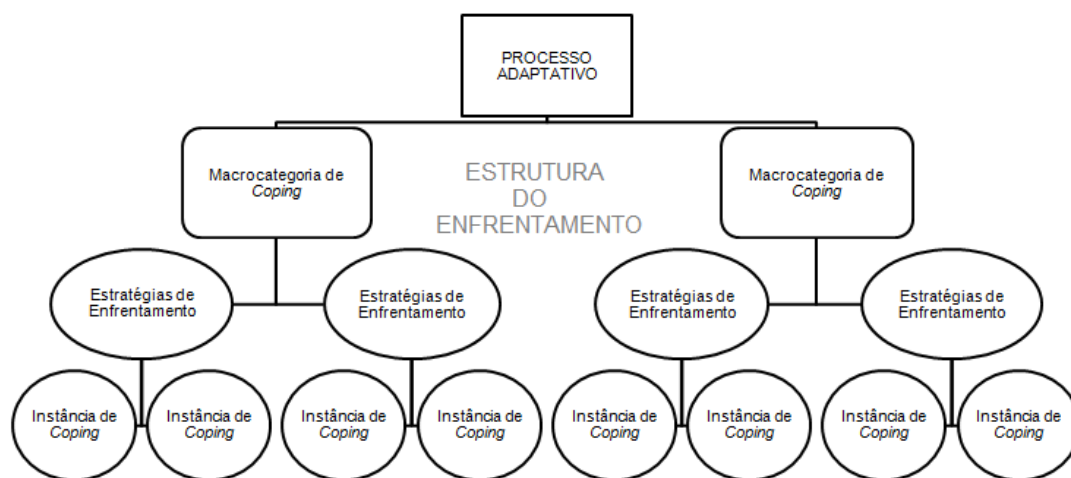 PROCESSO
ADAPTATIVO
Macrocategoria de
Coping
ESTRUTURA
DO
ENFRENTAMENTO
Macrocategoria de
Coping
Estratégias de
Enfrentamento
Estratégias de
Enfrentamento
Estratégias de
Enfrentamento
Estratégias de
Enfrentamento
Instância de
Coping
Instância de
Coping
Instância de
Coping
Instância de
Coping
Instância de
Coping
Instância de
Coping
Instância de
Coping
Instância de
Coping